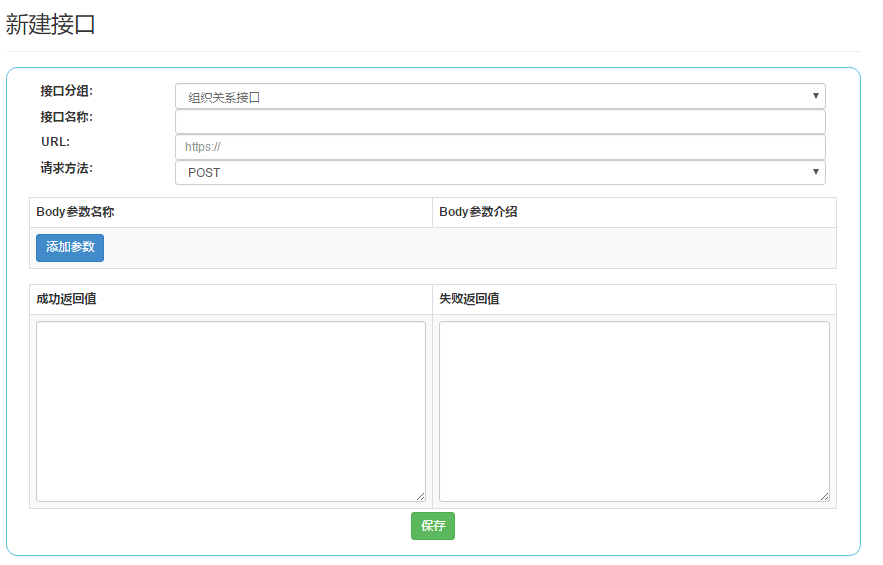 新建接口
接口分组:
组织关系接口
接口名称:
URL:
https://
请求方法:
POST
Body参数名称
Body参数介绍
添加参数
成功返回值
失败返回值
保存